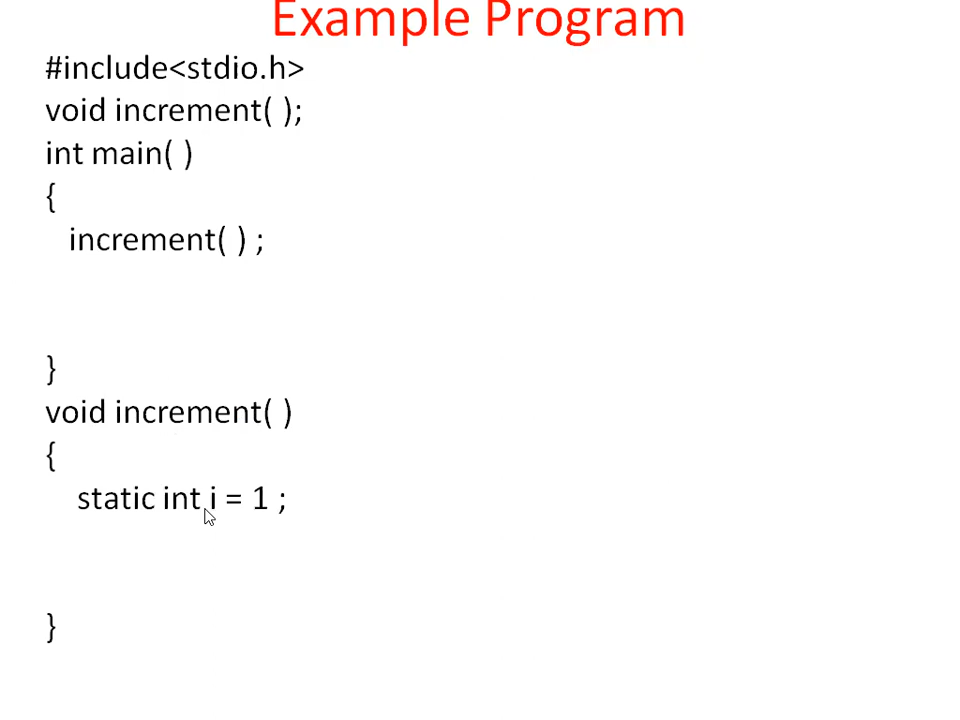 Example Program
#include<stdio.h>
void increment( );
int main( )
{
increment( ) ;
}
void increment( )
{
static int i = 1 ;
}